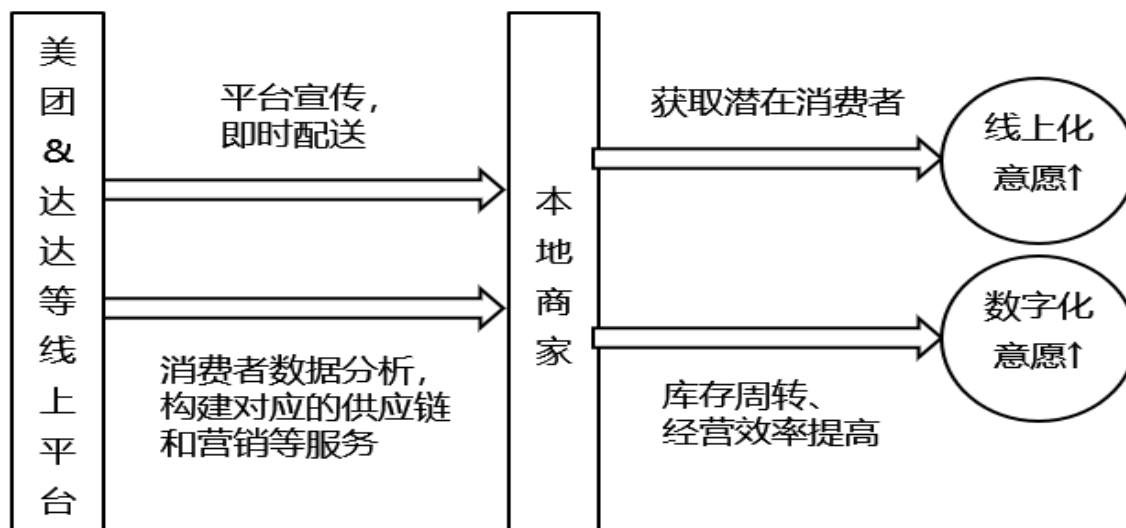 美团&达达等线上平台
平台宣传，
即时配送
消费者数据分析，
构建对应的供应链
和营销等服务
本地商家
获取潜在消费者
库存周转、
经营效率提高
线上化
意愿↑
数字化
意愿↑